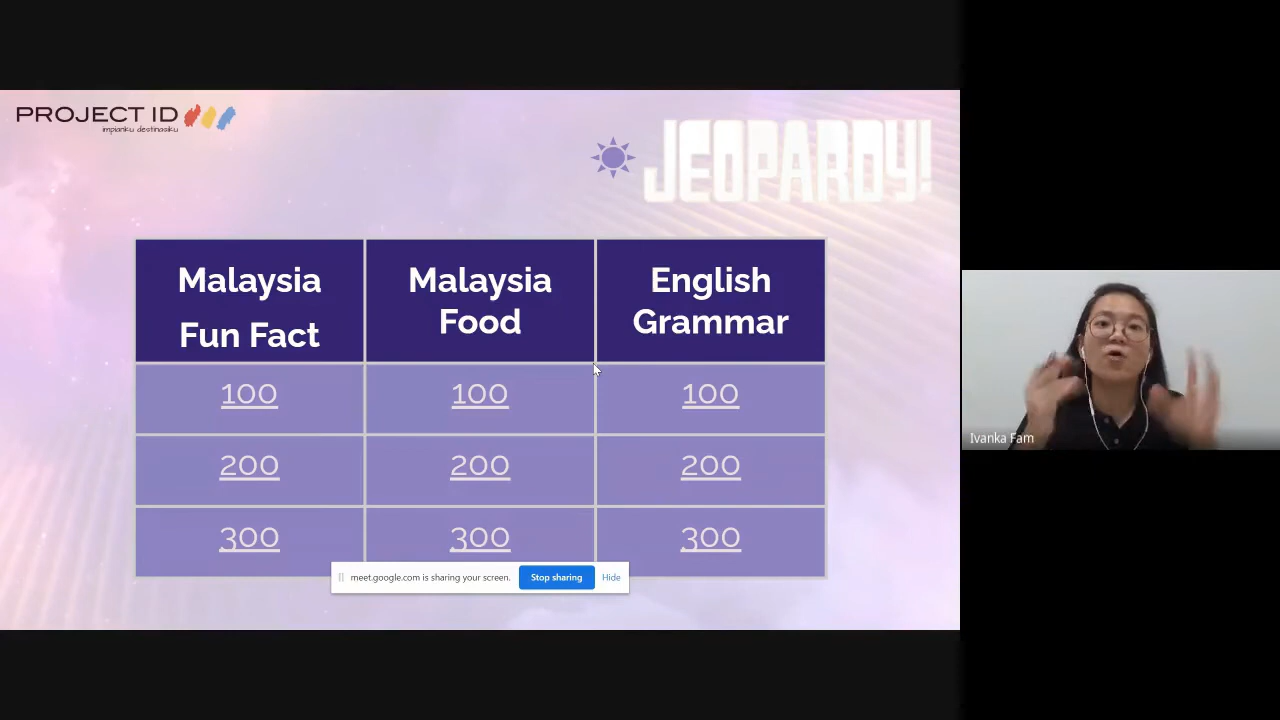 PROJECT ID
impianku destinasiku
JEOPARDY!
Malaysia
Fun Fact
Malaysia
Food
English
Grammar
100
100
100
200
200
200
300
300
300
meet.google.com is sharing your screen.
Stop sharing
Hide
Ivanka Fam